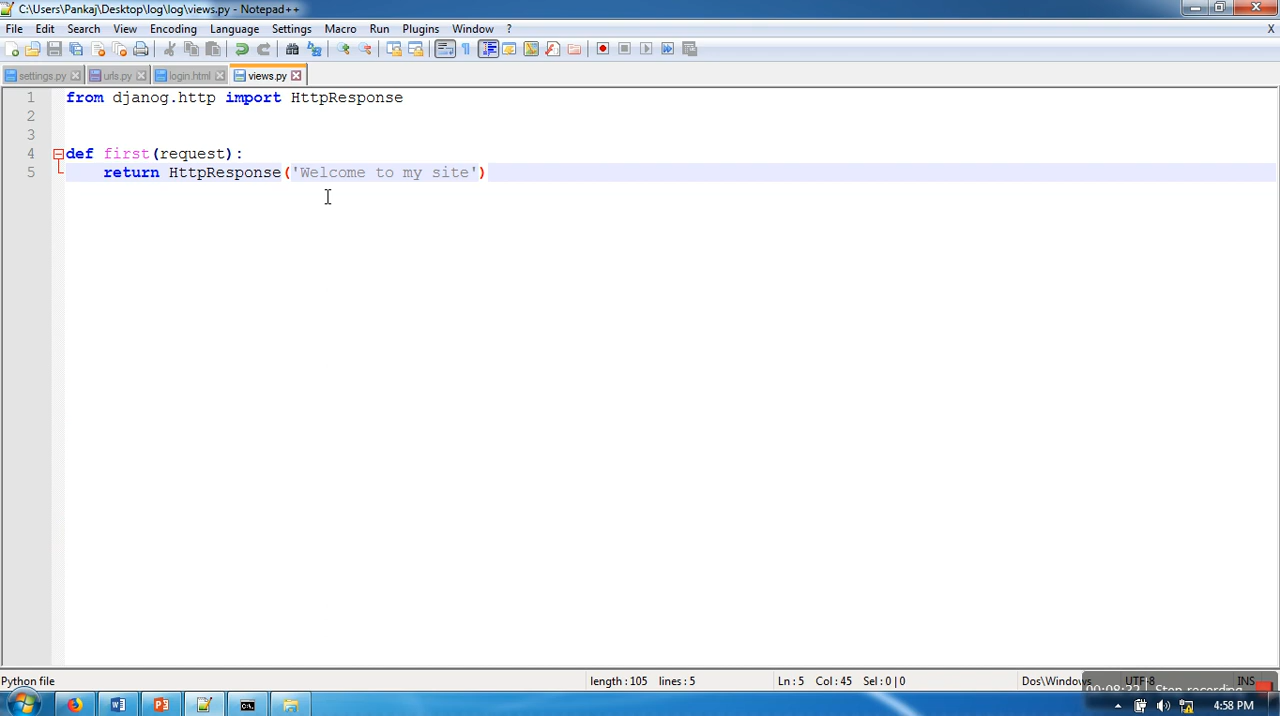 C:\Users\Pankaj\Desktop\log\log\views.py - Notepad++
File Edit Search View Encoding Language Settings Macro Run Plugins Window ? X
settings.py urls.py login.html views.py
1 from djanog.http import HttpResponse
2
3
4 def first(request):
5 return HttpResponse('Welcome to my site')
Python file length : 105 lines : 5 Ln : 5 Col : 45 Sel : 0 | 0 Dos\Windows UTF-8 INS
00:08:27 Stop recording
4:58 PM